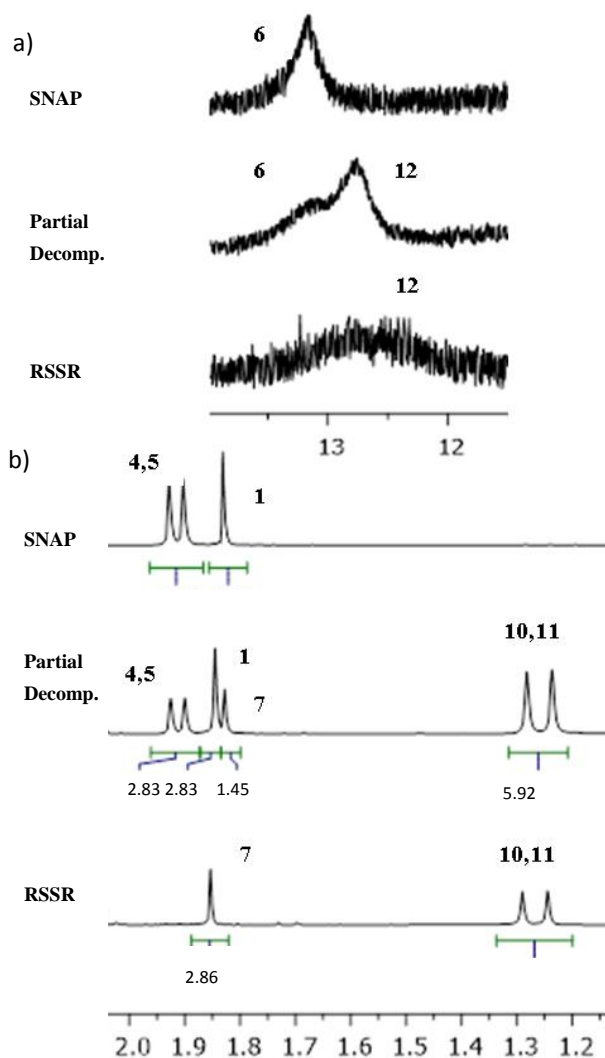 a)
6
SNAP
6 12
Partial
Decomp.
12
RSSR
13 12
b)
4,5
1
SNAP
10,11
Partial
Decomp.
4,5
1
7
2.83 2.83 1.45 5.92
7
10,11
RSSR
2.86
2.0 1.9 1.8 1.7 1.6 1.5 1.4 1.3 1.2